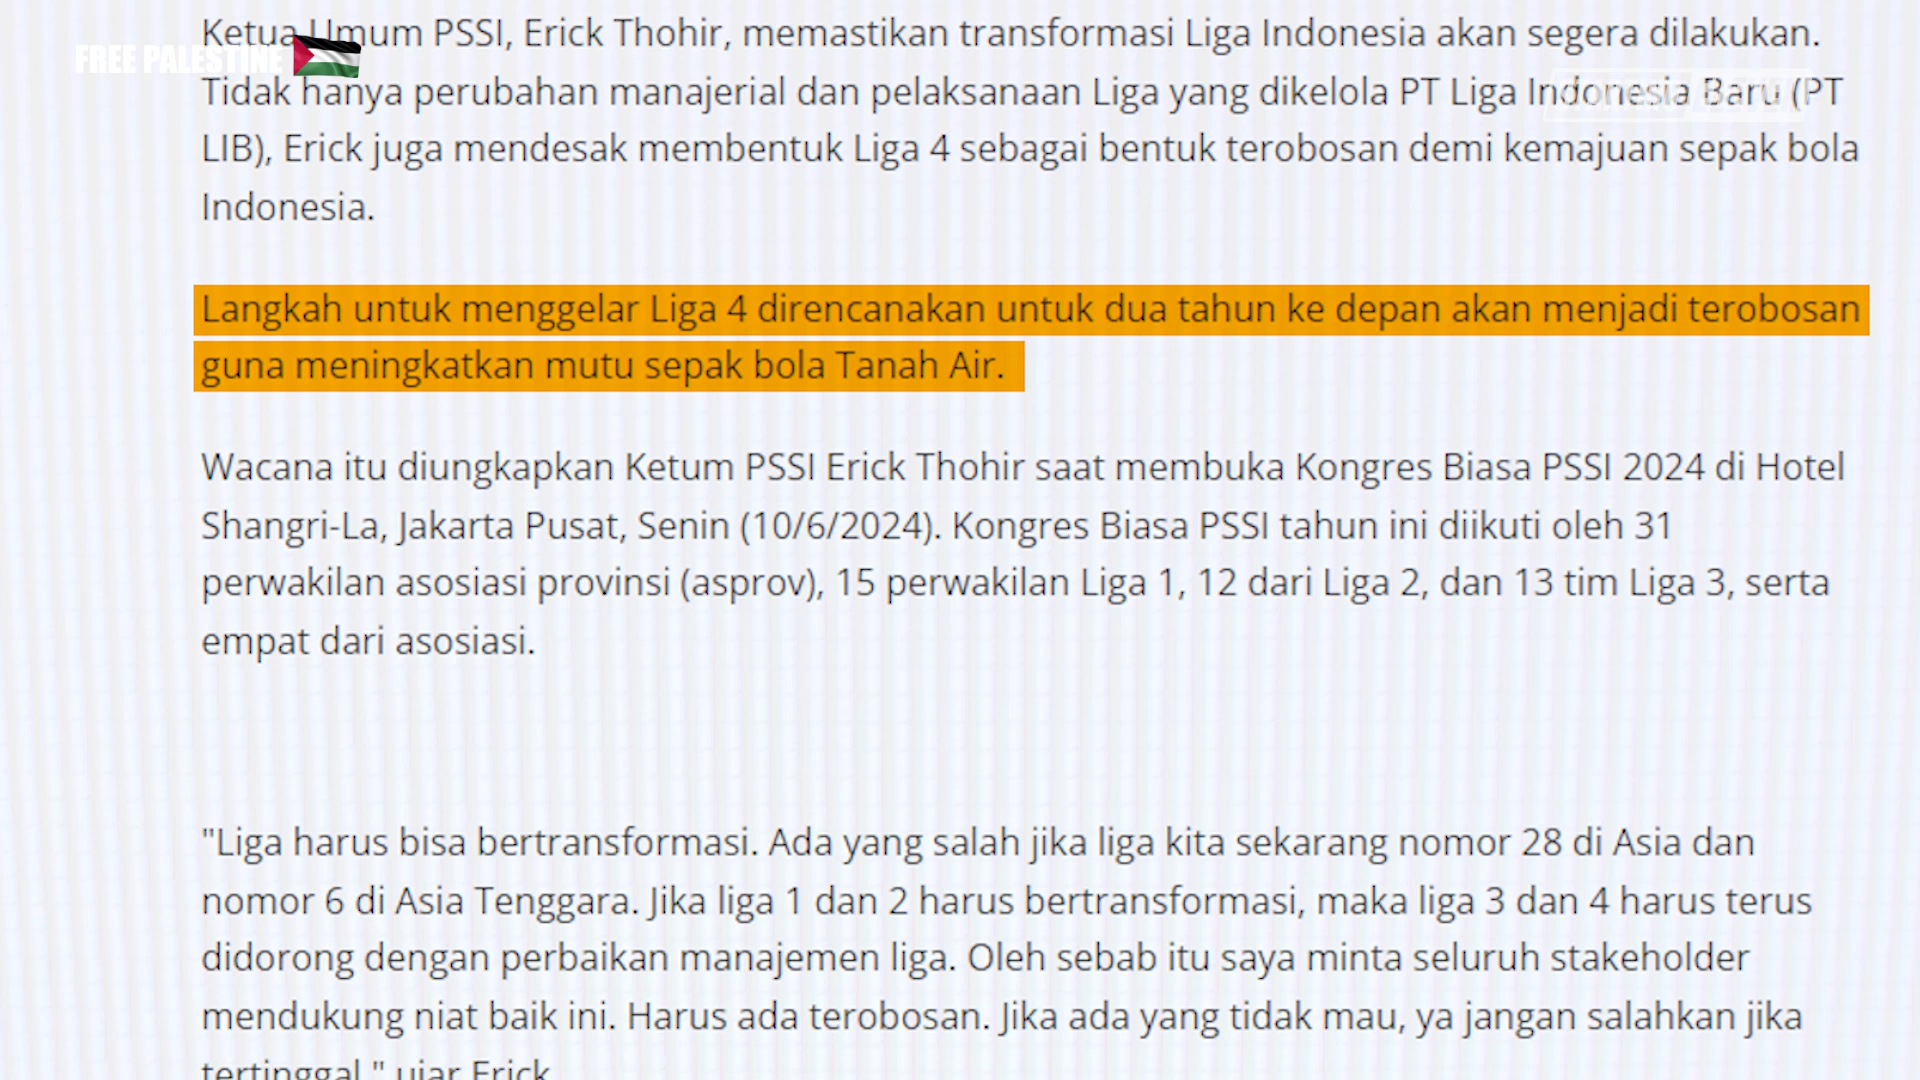 Ketua Umum PSSI, Erick Thohir, memastikan transformasi Liga Indonesia akan segera dilakukan.
FREE PALESTINE
Tidak hanya perubahan manajerial dan pelaksanaan Liga yang dikelola PT Liga Indonesia Baru (PT
LIB), Erick juga mendesak membentuk Liga 4 sebagai bentuk terobosan demi kemajuan sepak bola
Indonesia.
Langkah untuk menggelar Liga 4 direncanakan untuk dua tahun ke depan akan menjadi terobosan
guna meningkatkan mutu sepak bola Tanah Air.
Wacana itu diungkapkan Ketum PSSI Erick Thohir saat membuka Kongres Biasa PSSI 2024 di Hotel
Shangri-La, Jakarta Pusat, Senin (10/6/2024). Kongres Biasa PSSI tahun ini diikuti oleh 31
perwakilan asosiasi provinsi (asprov), 15 perwakilan Liga 1, 12 dari Liga 2, dan 13 tim Liga 3, serta
empat dari asosiasi.
"Liga harus bisa bertransformasi. Ada yang salah jika liga kita sekarang nomor 28 di Asia dan
nomor 6 di Asia Tenggara. Jika liga 1 dan 2 harus bertransformasi, maka liga 3 dan 4 harus terus
didorong dengan perbaikan manajemen liga. Oleh sebab itu saya minta seluruh stakeholder
mendukung niat baik ini. Harus ada terobosan. Jika ada yang tidak mau, ya jangan salahkan jika
tertinggal," ujar Erick